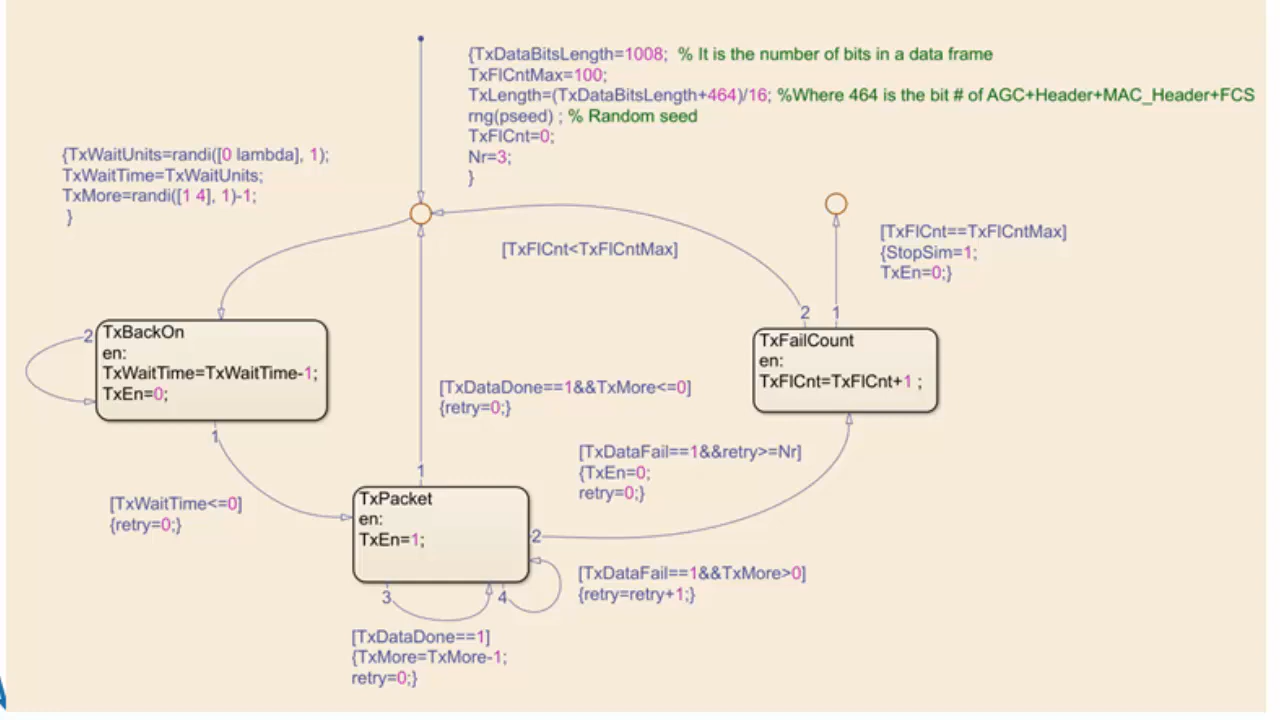 {TxDataBitsLength=1008;  % It is the number of bits in a data frame
TxFlCntMax=100;
TxLength=(TxDataBitsLength+464)/16; %Where 464 is the bit # of AGC+Header+MAC_Header+FCS
rng(pseed) ; % Random seed
TxFlCnt=0;
Nr=3;
}
{TxWaitUnits=randi([0 lambda], 1);
TxWaitTime=TxWaitUnits;
TxMore=randi([1 4], 1)-1;
}
[TxFlCnt<TxFlCntMax]
[TxFlCnt==TxFlCntMax]
{StopSim=1;
TxEn=0;}
2
1
2
TxBackOn
en:
TxWaitTime=TxWaitTime-1;
TxEn=0;
1
TxFailCount
en:
TxFlCnt=TxFlCnt+1 ;
[TxDataDone==1&&TxMore<=0]
{retry=0;}
1
[TxDataFail==1&&retry>=Nr]
{TxEn=0;
retry=0;}
[TxWaitTime<=0]
{retry=0;}
TxPacket
en:
TxEn=1;
2
3
4
[TxDataFail==1&&TxMore>0]
{retry=retry+1;}
[TxDataDone==1]
{TxMore=TxMore-1;
retry=0;}